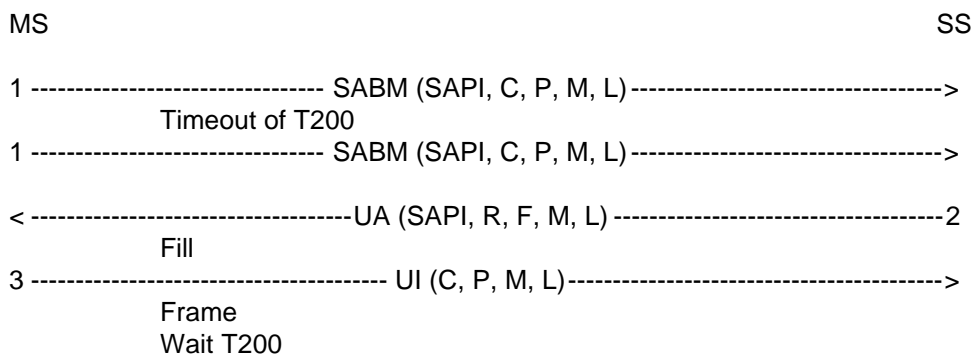 MS SS
1 --------------------------------- SABM (SAPI, C, P, M, L)----------------------------------->
Timeout of T200
1 --------------------------------- SABM (SAPI, C, P, M, L)----------------------------------->
< ------------------------------------UA (SAPI, R, F, M, L) -------------------------------------2
Fill
3 ---------------------------------------- UI (C, P, M, L)------------------------------------------>
Frame
Wait T200